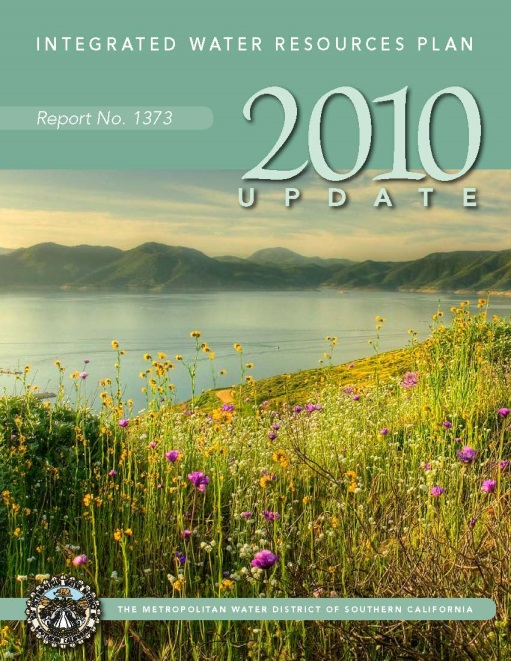 INTEGRATED WATER RESOURCES PLAN
Report No. 1373
2010
UPDATE
THE METROPOLITAN WATER DISTRICT OF SOUTHERN CALIFORNIA